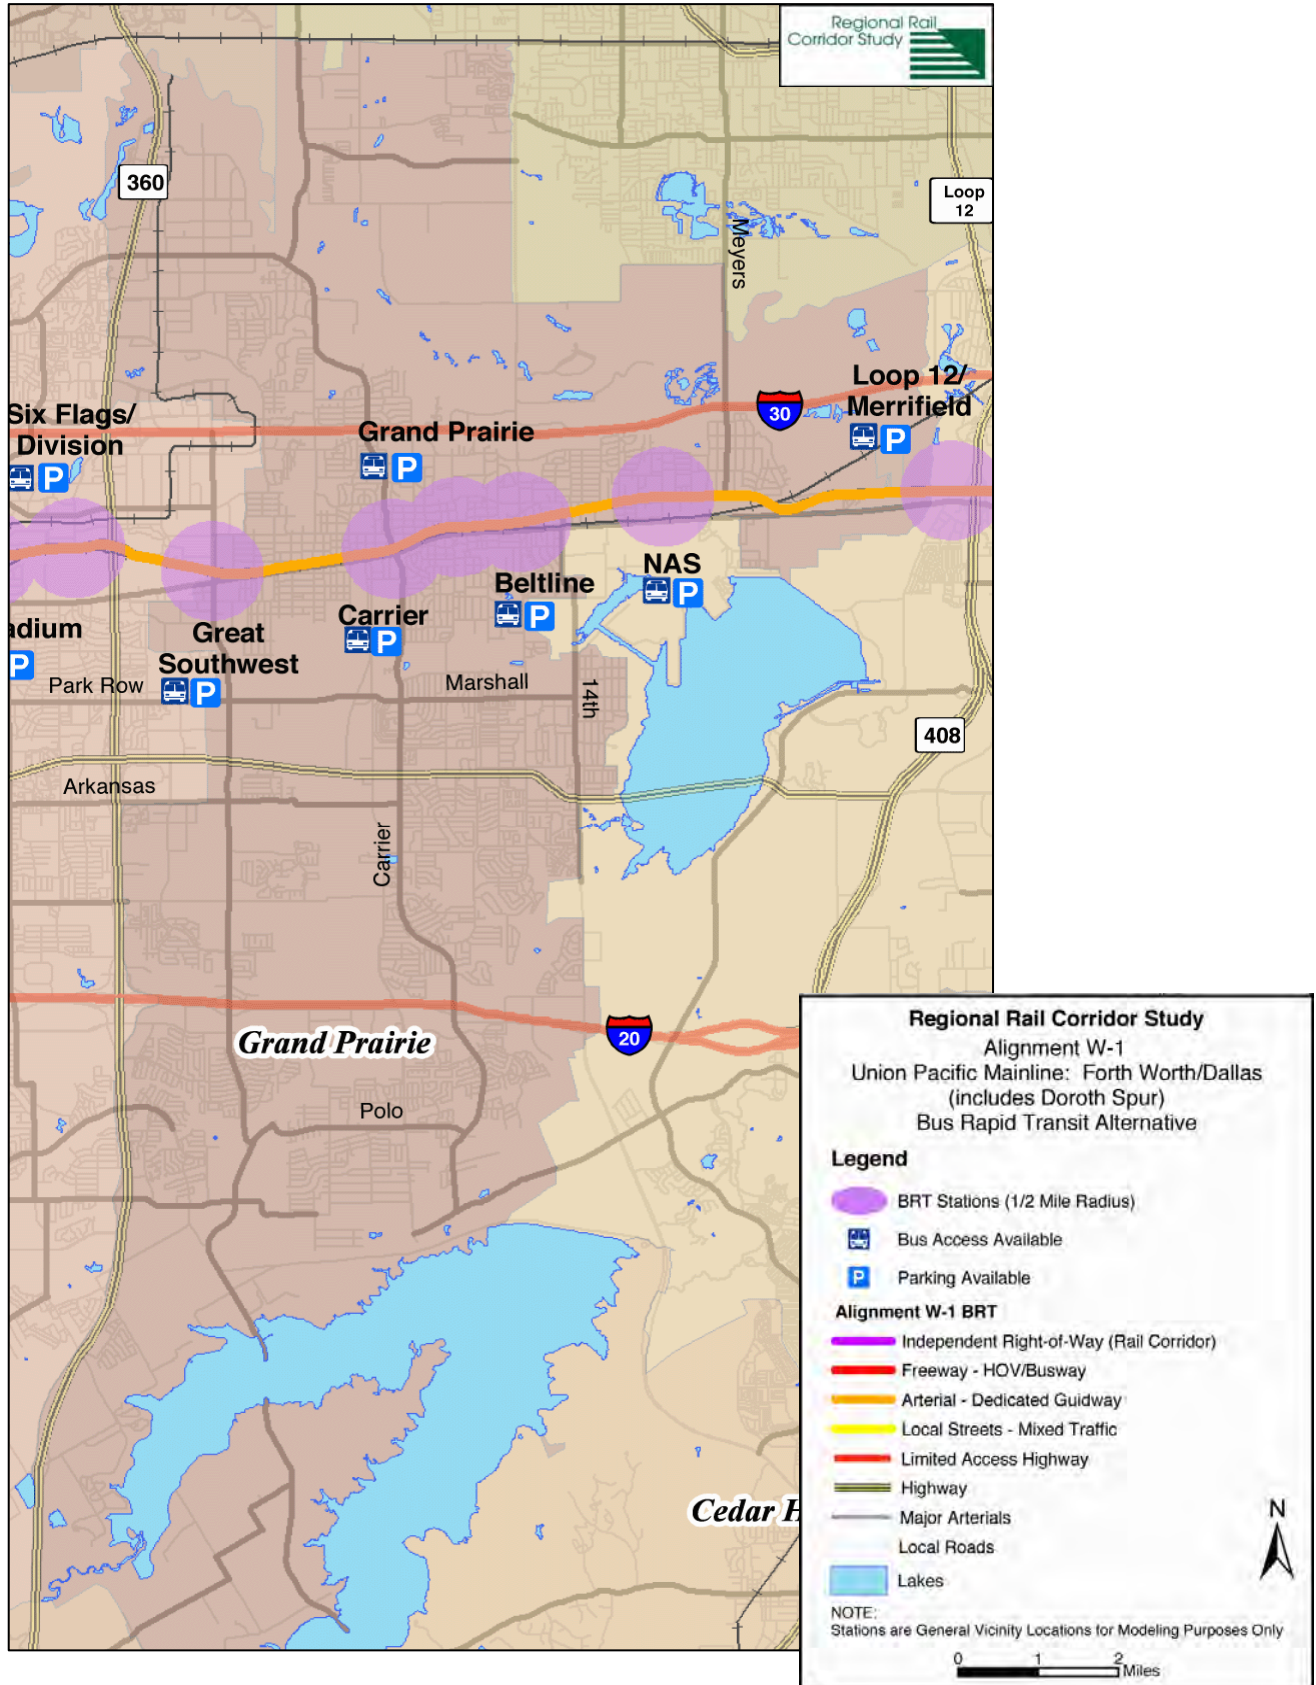 Regional Rail
Corridor Study
360
Loop
12
Meyers
Loop 12/
Merrifield
P
30
Six Flags/
Division
P
Grand Prairie
P
NAS
P
Beltline
P
Carrier
P
adium
P
Great
Southwest
P
Park Row
Marshall
14th
408
Arkansas
Carrier
20
Grand Prairie
Polo
Cedar H
Regional Rail Corridor Study
Alignment W-1
Union Pacific Mainline: Forth Worth/Dallas
(includes Doroth Spur)
Bus Rapid Transit Alternative
Legend
BRT Stations (1/2 Mile Radius)
Bus Access Available
P Parking Available
Alignment W-1 BRT
Independent Right-of-Way (Rail Corridor)
Freeway - HOV/Busway
Arterial - Dedicated Guidway
Local Streets - Mixed Traffic
Limited Access Highway
Highway
Major Arterials
Local Roads
Lakes
N
NOTE:
Stations are General Vicinity Locations for Modeling Purposes Only
0 1 2
Miles